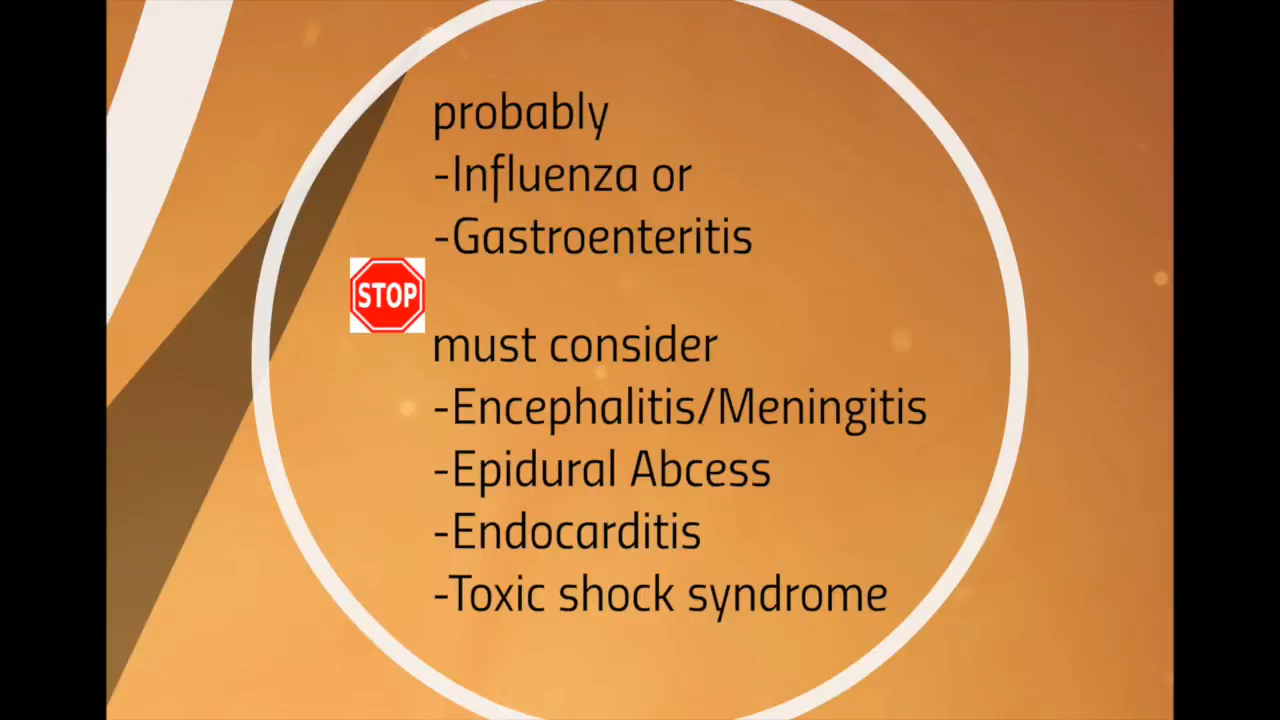 probably
-Influenza or
-Gastroenteritis
STOP
must consider
-Encephalitis/Meningitis
-Epidural Abcess
-Endocarditis
-Toxic shock syndrome